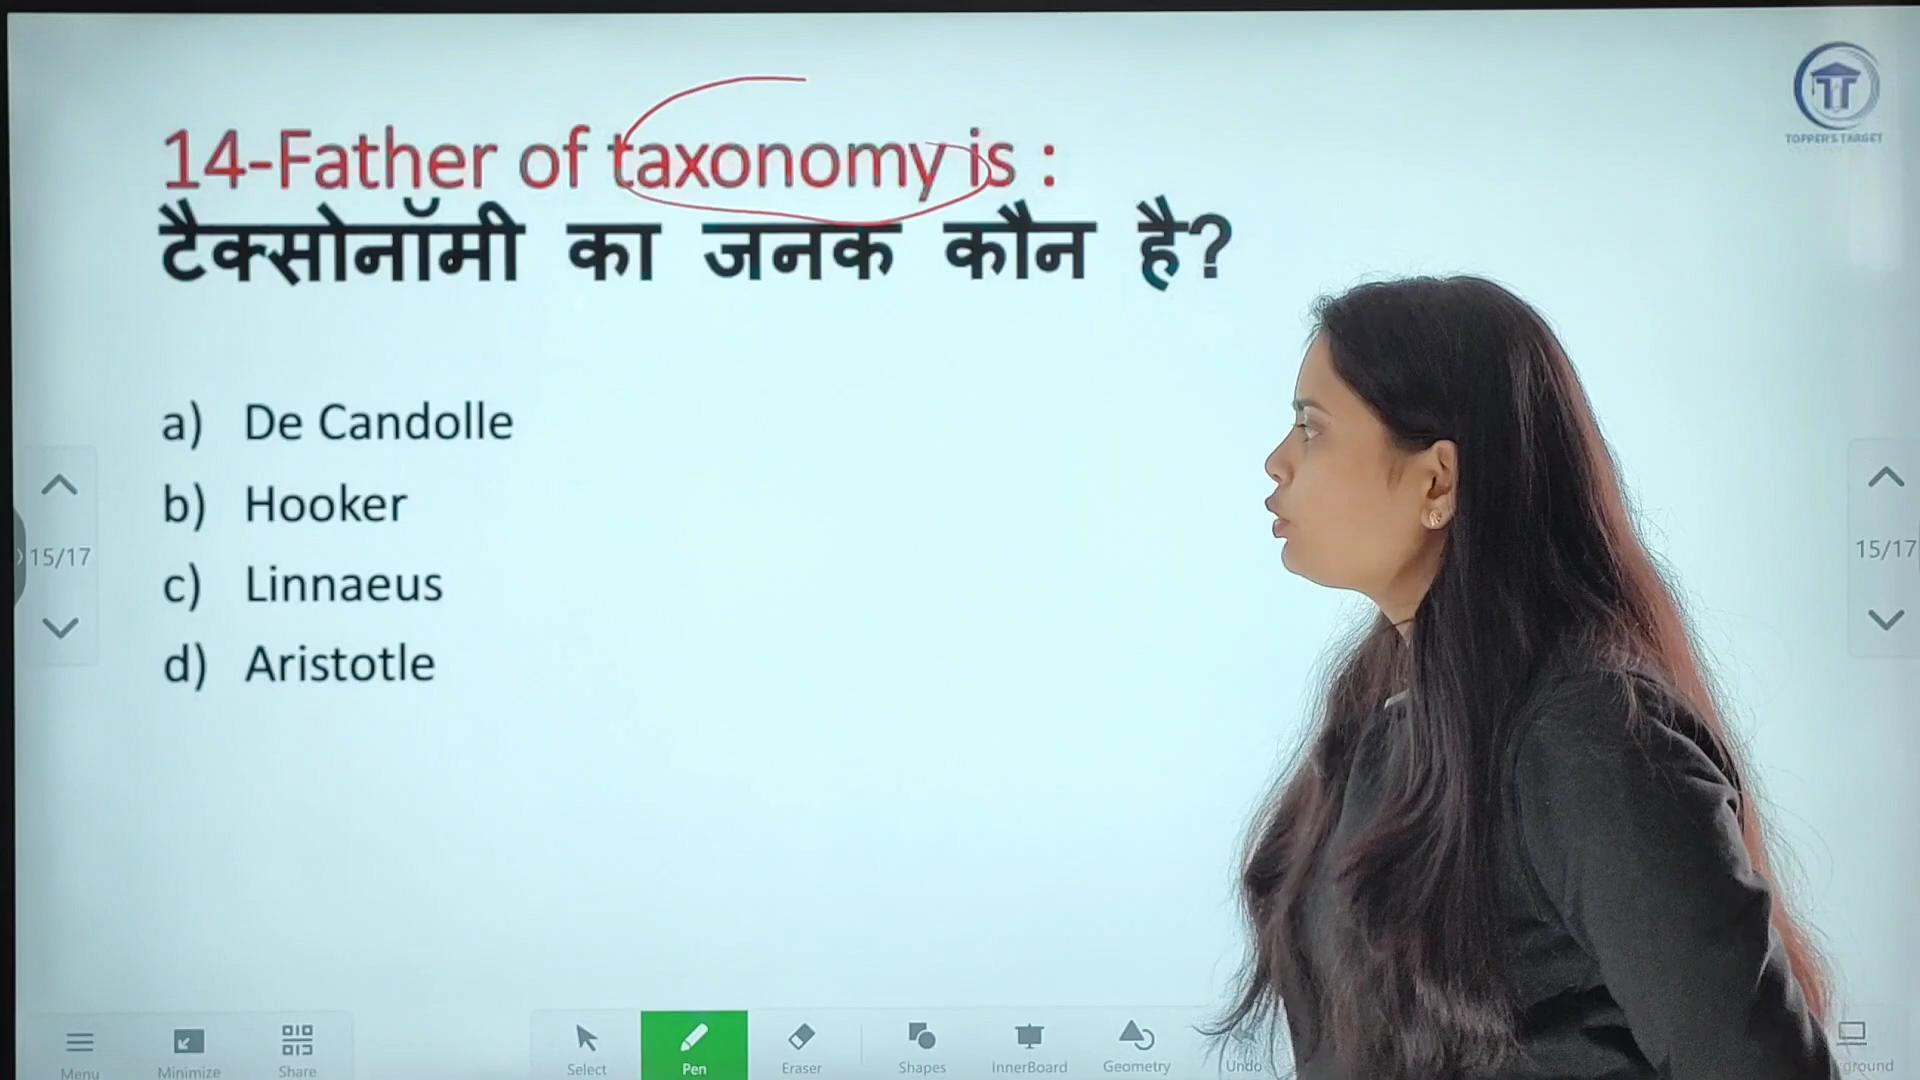 14-Father of taxonomy is :
टैक्सोनॉमी का जनक कौन है?
a) De Candolle
b) Hooker
c) Linnaeus
d) Aristotle
TOPPER'S TARGET
15/17
15/17
Menu
Minimize
Share
Select
Pen
Eraser
Shapes
InnerBoard
Geometry
Undo